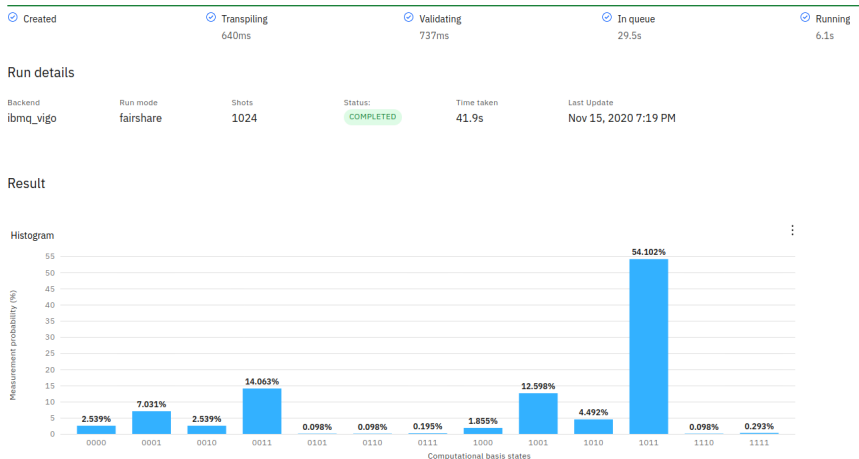 Created Transpiling Validating In queue Running
640ms 737ms 29.5s 6.1s
Run details
Backend Run mode Shots Status: Time taken Last Update
ibmq_vigo fairshare 1024 COMPLETED 41.9s Nov 15, 2020 7:19 PM
Result
Histogram
Measurement probability (%)
55
50
45
40
35
30
25
20
15
10
5
0
2.539% 7.031% 2.539% 14.063% 0.098% 0.098% 0.195% 1.855% 12.598% 4.492% 54.102% 0.098% 0.293%
0000 0001 0010 0011 0101 0110 0111 1000 1001 1010 1011 1110 1111
Computational basis states